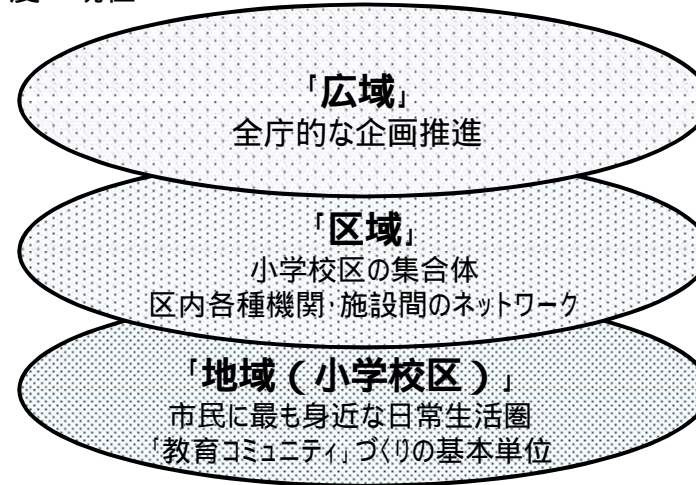 「広域」
全庁的な企画推進
「区域」
小学校区の集合体
区内各種機関・施設間のネットワーク
「地域（小学校区）」
市民に最も身近な日常生活圏
「教育コミュニティ」づくりの基本単位